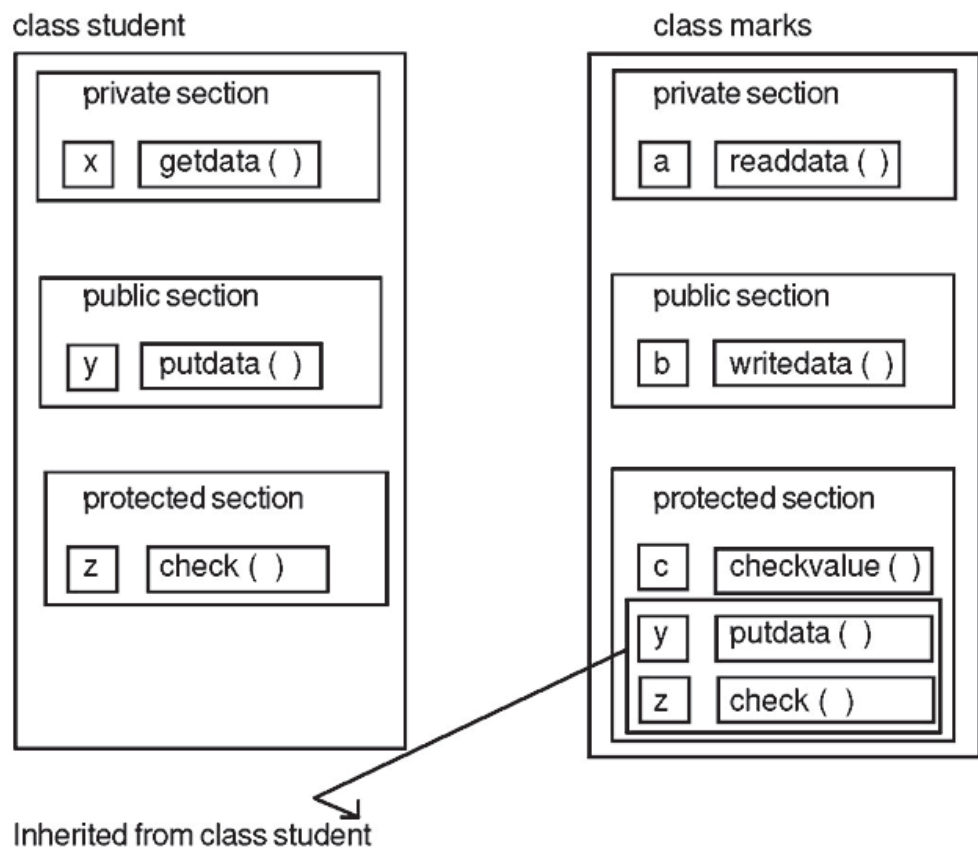 class student
private section
x getdata ( )
public section
y putdata ( )
protected section
z check ( )
class marks
private section
a readdata ( )
public section
b writedata ( )
protected section
c checkvalue ( )
y putdata ( )
z check ( )
Inherited from class student